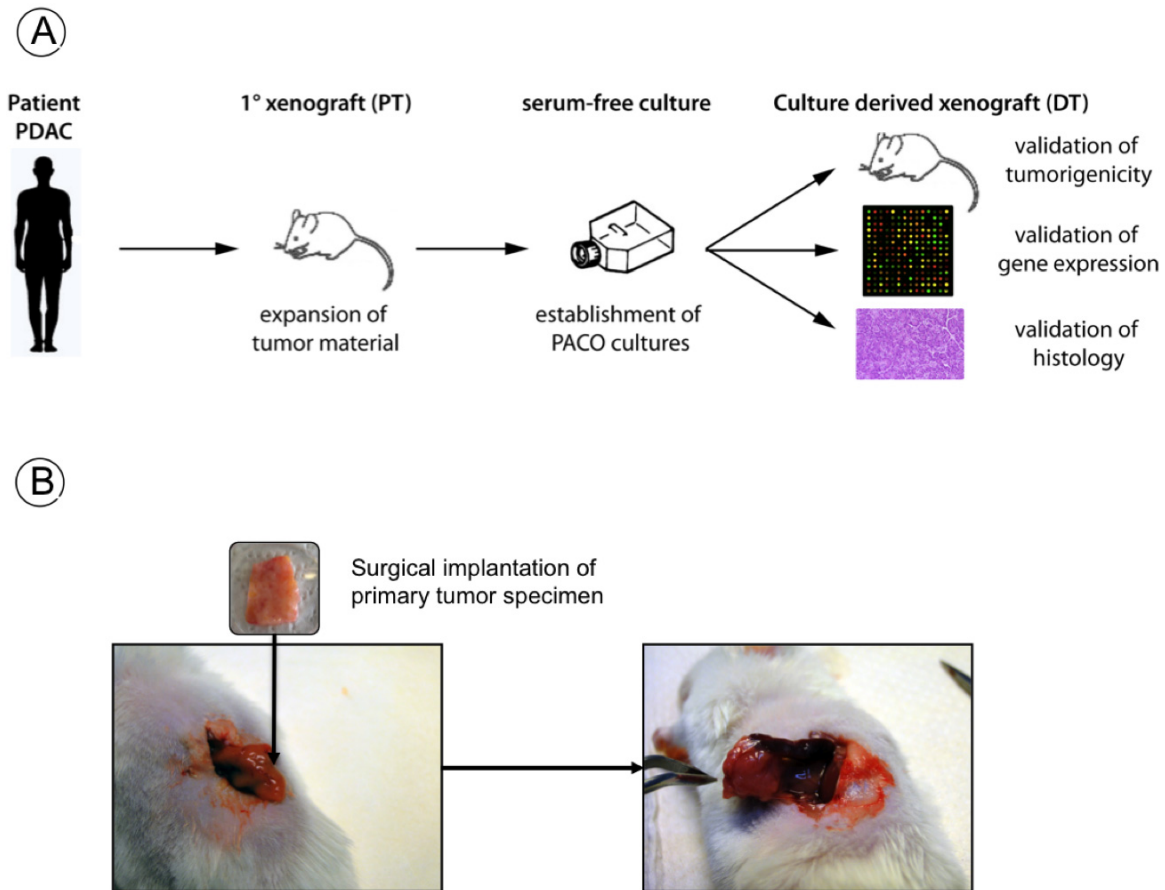 A
Patient
PDAC
1° xenograft (PT)
serum-free culture
Culture derived xenograft (DT)
expansion of
tumor material
establishment of
PACO cultures
validation of
tumorigenicity
validation of
gene expression
validation of
histology
B
Surgical implantation of
primary tumor specimen